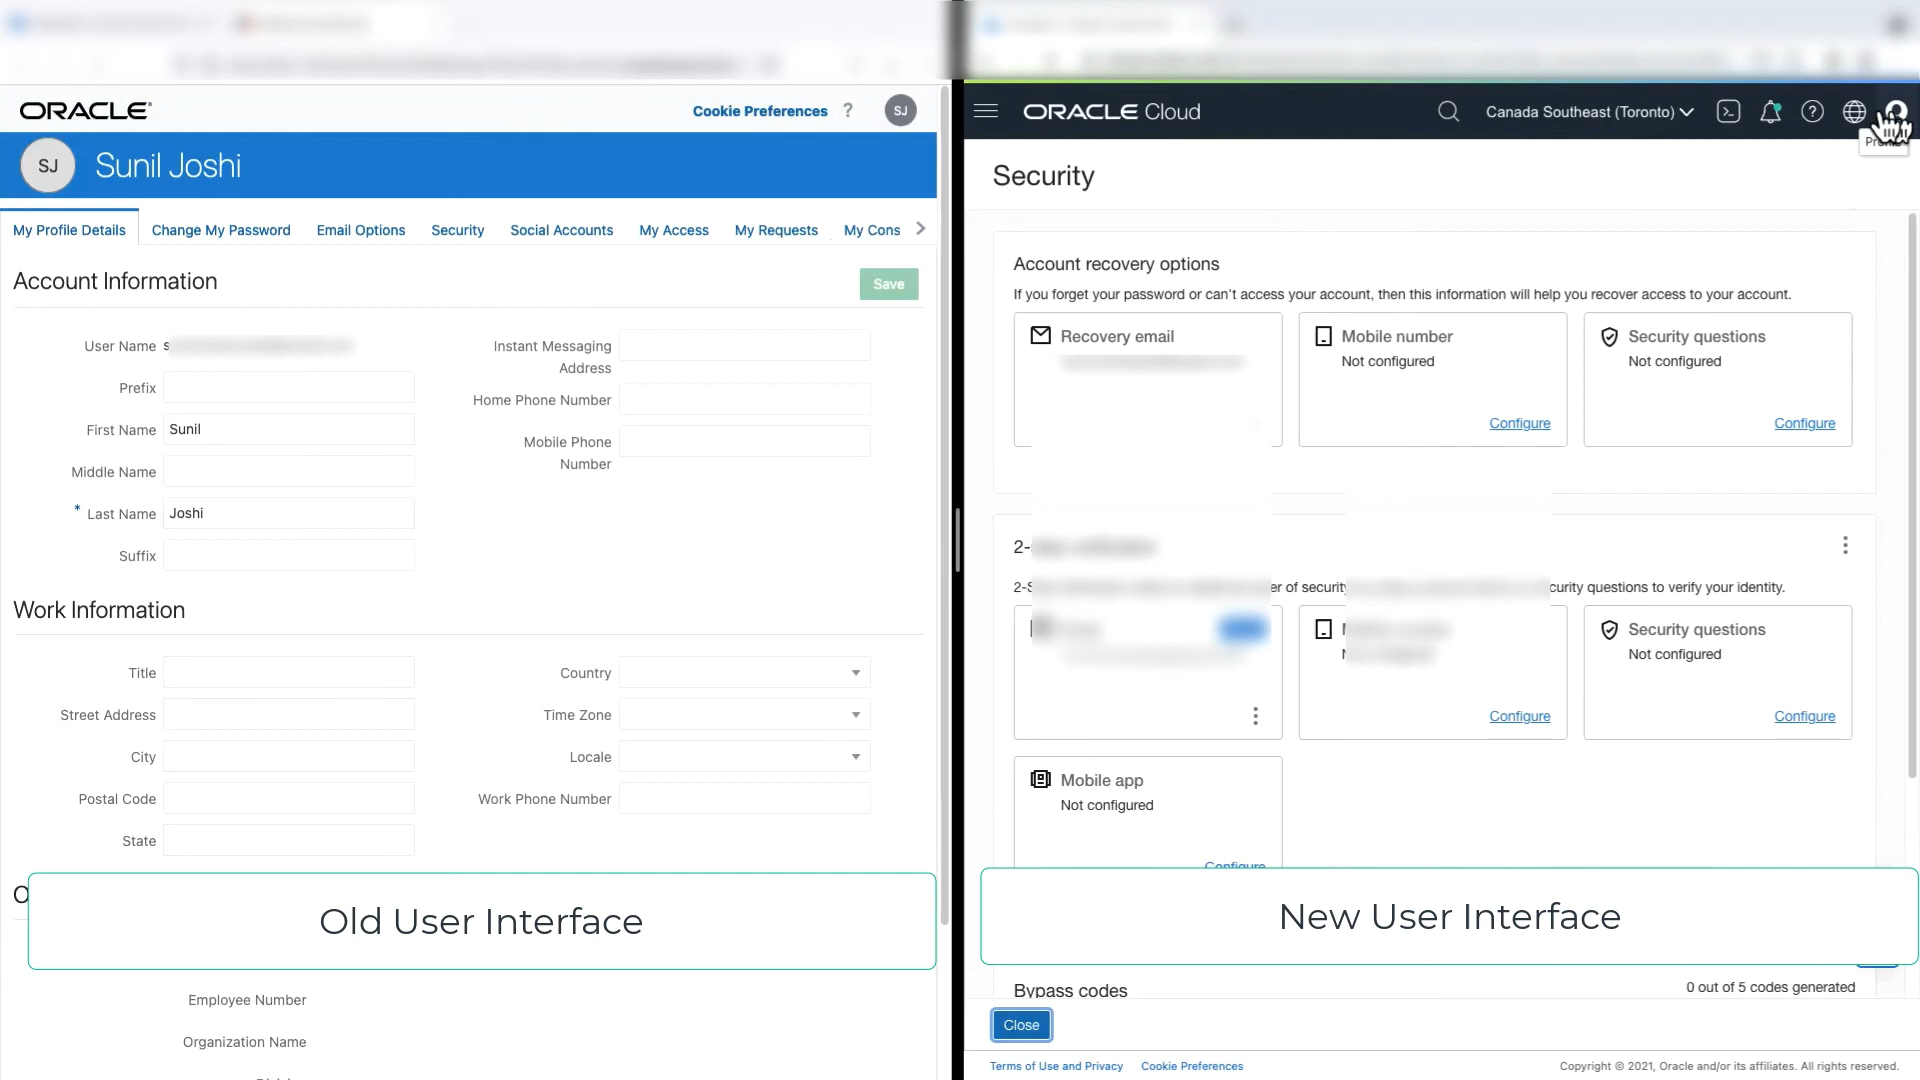 ORACLE
Cookie Preferences ? SJ
SJ Sunil Joshi
My Profile Details Change My Password Email Options Security Social Accounts My Access My Requests My Cons
Account Information Save
User Name
Prefix
First Name Sunil
Middle Name
* Last Name Joshi
Suffix
Instant Messaging
Address
Home Phone Number
Mobile Phone
Number
Work Information
Title
Street Address
City
Postal Code
State
Country
Time Zone
Locale
Work Phone Number
Old User Interface
Employee Number
Organization Name
ORACLE Cloud
Canada Southeast (Toronto)
Security
Account recovery options
If you forget your password or can't access your account, then this information will help you recover access to your account.
Recovery email
Mobile number
Not configured
Configure
Security questions
Not configured
Configure
2-
er of security curity questions to verify your identity.
Configure
Security questions
Not configured
Configure
Mobile app
Not configured
Configure
New User Interface
Bypass codes
0 out of 5 codes generated
Close
Terms of Use and Privacy Cookie Preferences
Copyright © 2021, Oracle and/or its affiliates. All rights reserved.